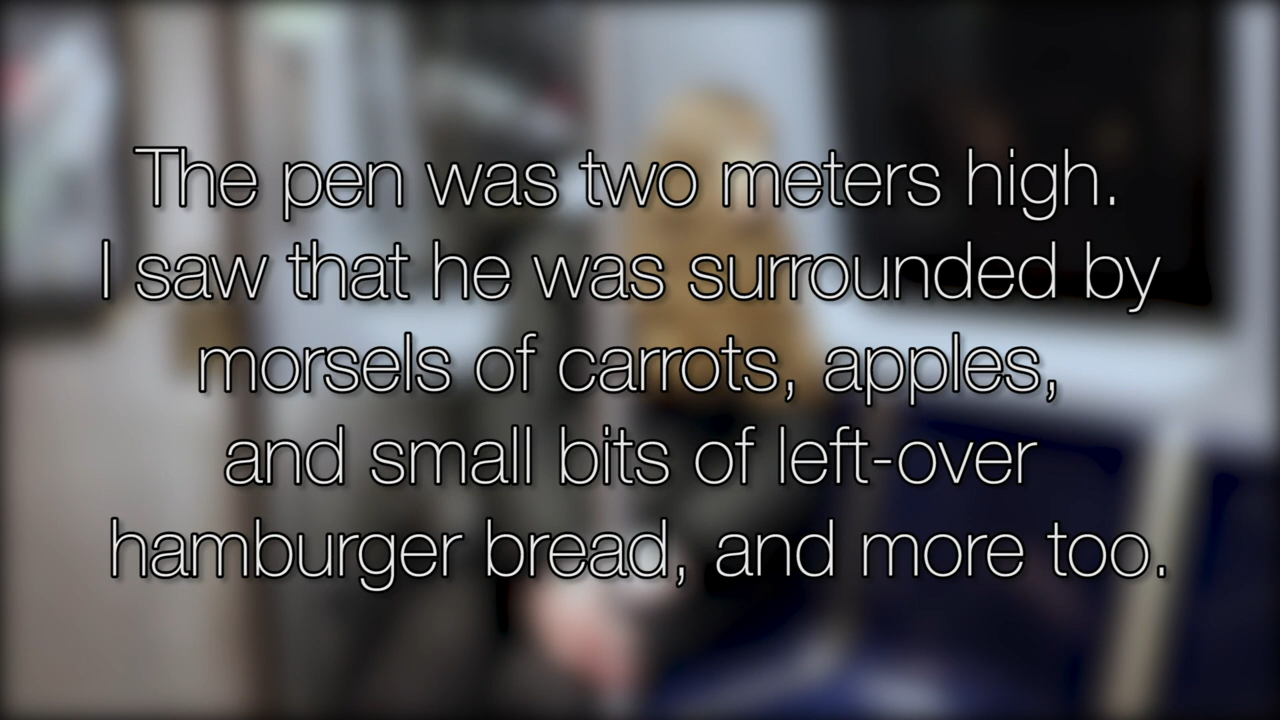 The pen was two meters high.
I saw that he was surrounded by
morsels of carrots, apples,
and small bits of left-over
hamburger bread, and more too.